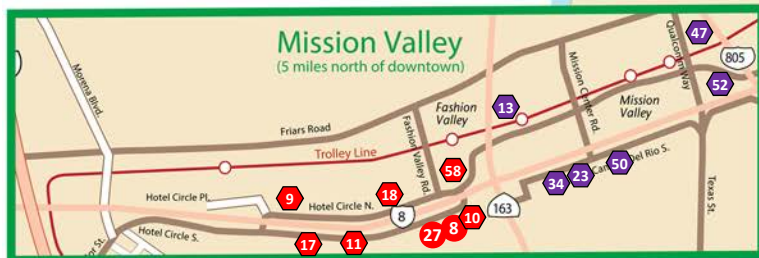 Mission Valley
(5 miles north of downtown)
47
Qualcomm Way
805
52
Morena Blvd.
Mission Center Rd.
Fashion
Valley
13
Mission
Valley
Friars Road
Fashion Valley Rd.
Trolley Line
58
50
Del Rio S.
34
23
Hotel Circle Pl.
9
18
Hotel Circle N.
8
163
Texas St.
10
8
27
Hotel Circle S.
17
11